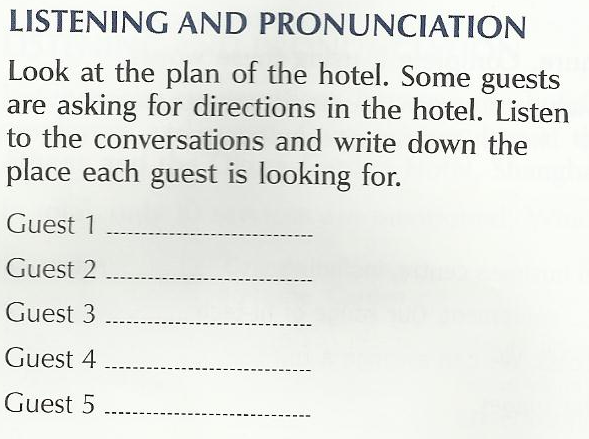 LISTENING AND PRONUNCIATION
Look at the plan of the hotel. Some guests
are asking for directions in the hotel. Listen
to the conversations and write down the
place each guest is looking for.
Guest 1 ..............................
Guest 2 ..............................
Guest 3 ..............................
Guest 4 ..............................
Guest 5 ..............................